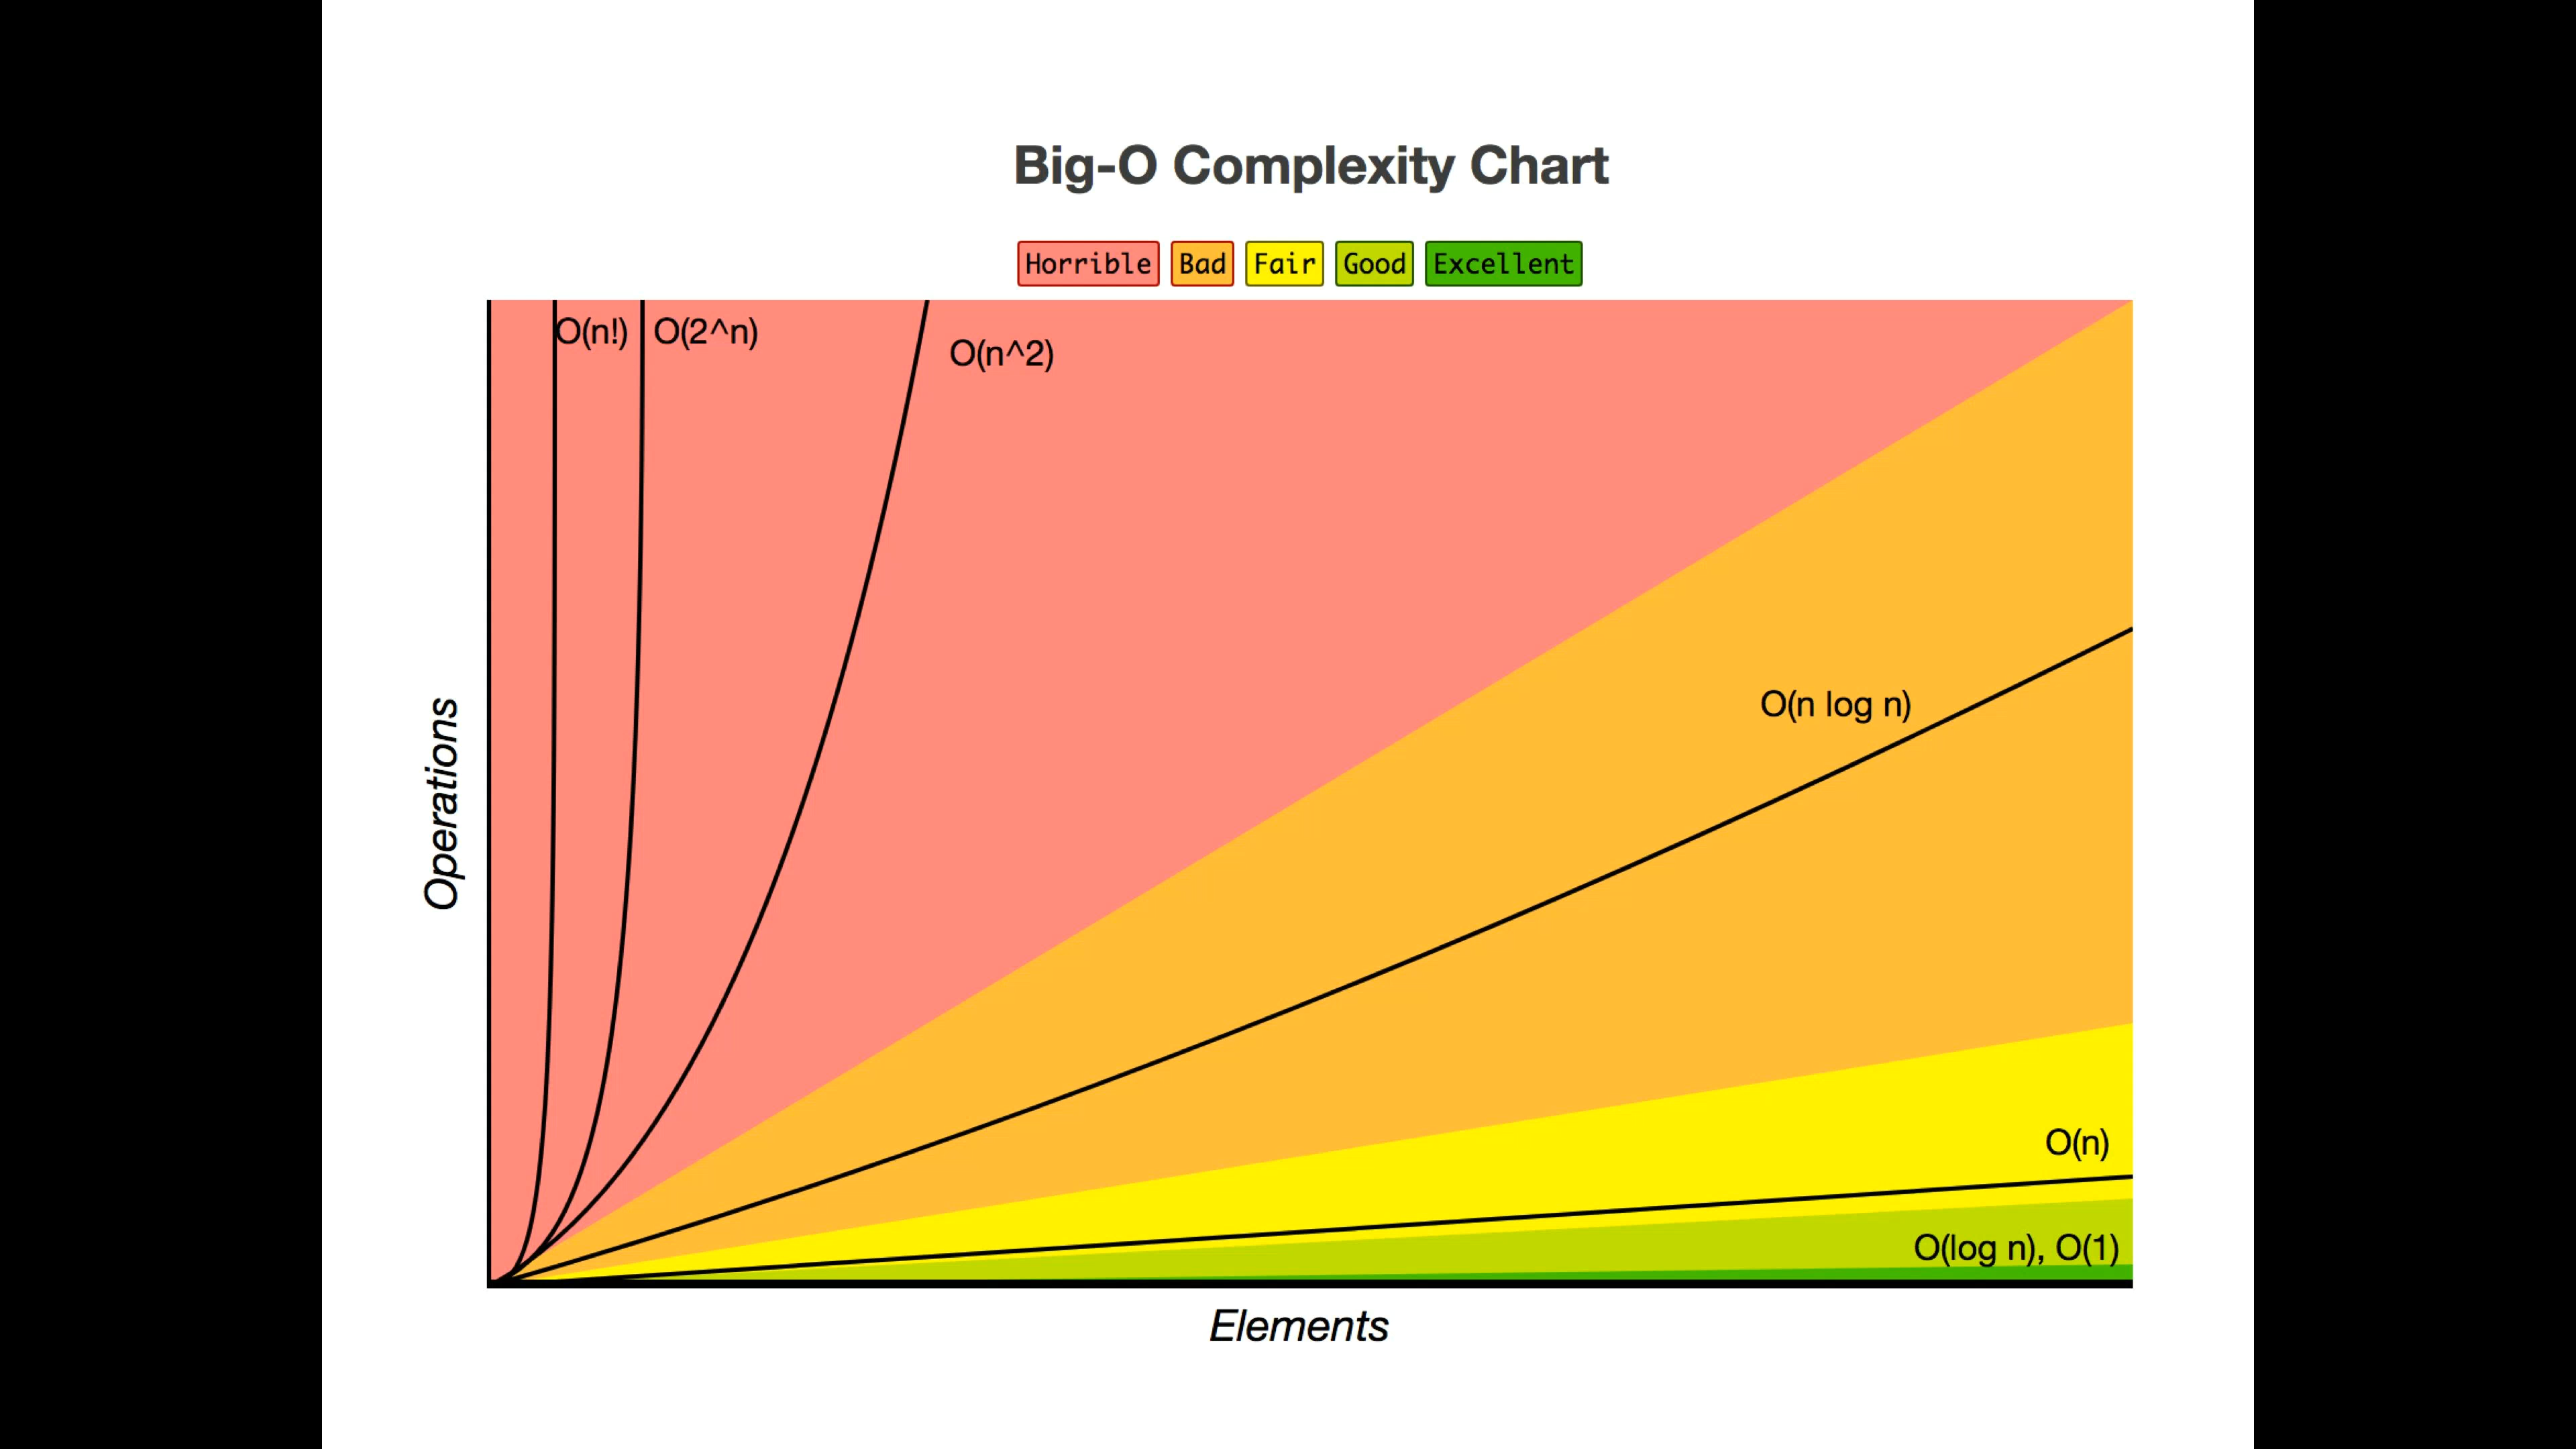 Big-O Complexity Chart
Horrible Bad Fair Good Excellent
O(n!) O(2^n)
O(n^2)
O(n log n)
Operations
O(n)
O(log n), O(1)
Elements